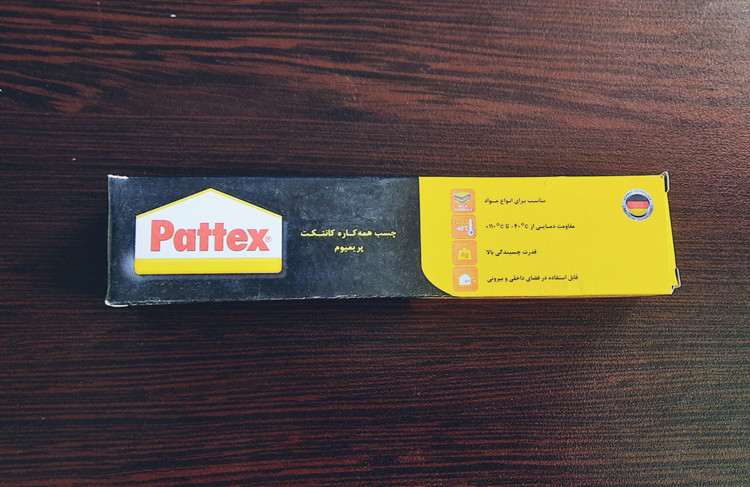 Pattex®
چسب همه‌کاره کانتکت
پریمیوم
مناسب برای انواع مواد
مقاومت دمایی از ۴۰°c- تا ۱۱۰°c+
قدرت چسبندگی بالا
قابل استفاده در فضای داخلی و بیرونی